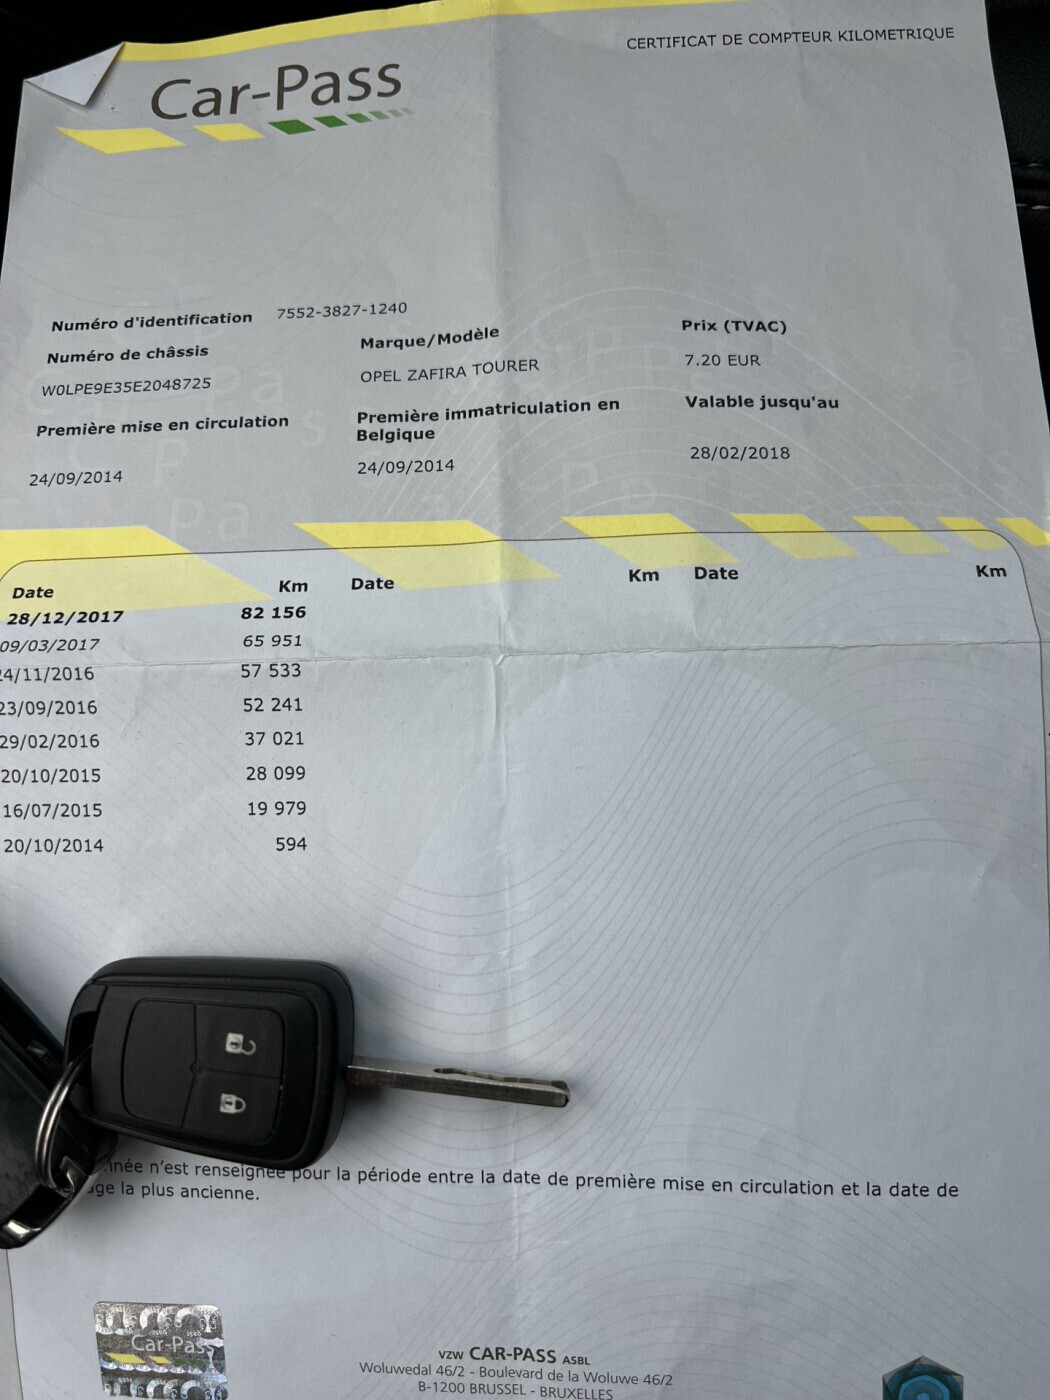 CERTIFICAT DE COMPTEUR KILOMETRIQUE
Car-Pass
Numéro d'identification 7552-3827-1240
Numéro de châssis Marque/Modèle Prix (TVAC)
W0LPE9E35E2048725 OPEL ZAFIRA TOURER 7.20 EUR
Première mise en circulation Première immatriculation en Belgique Valable jusqu'au
24/09/2014 24/09/2014 28/02/2018
Date Km Date Km Date Km
28/12/2017 82 156
09/03/2017 65 951
24/11/2016 57 533
23/09/2016 52 241
29/02/2016 37 021
20/10/2015 28 099
16/07/2015 19 979
20/10/2014 594
n'est renseignée pour la période entre la date de première mise en circulation et la date de
la plus ancienne.
Car-Pass
VZW CAR-PASS ASBL
Woluwedal 46/2 - Boulevard de la Woluwe 46/2
B-1200 BRUSSEL - BRUXELLES